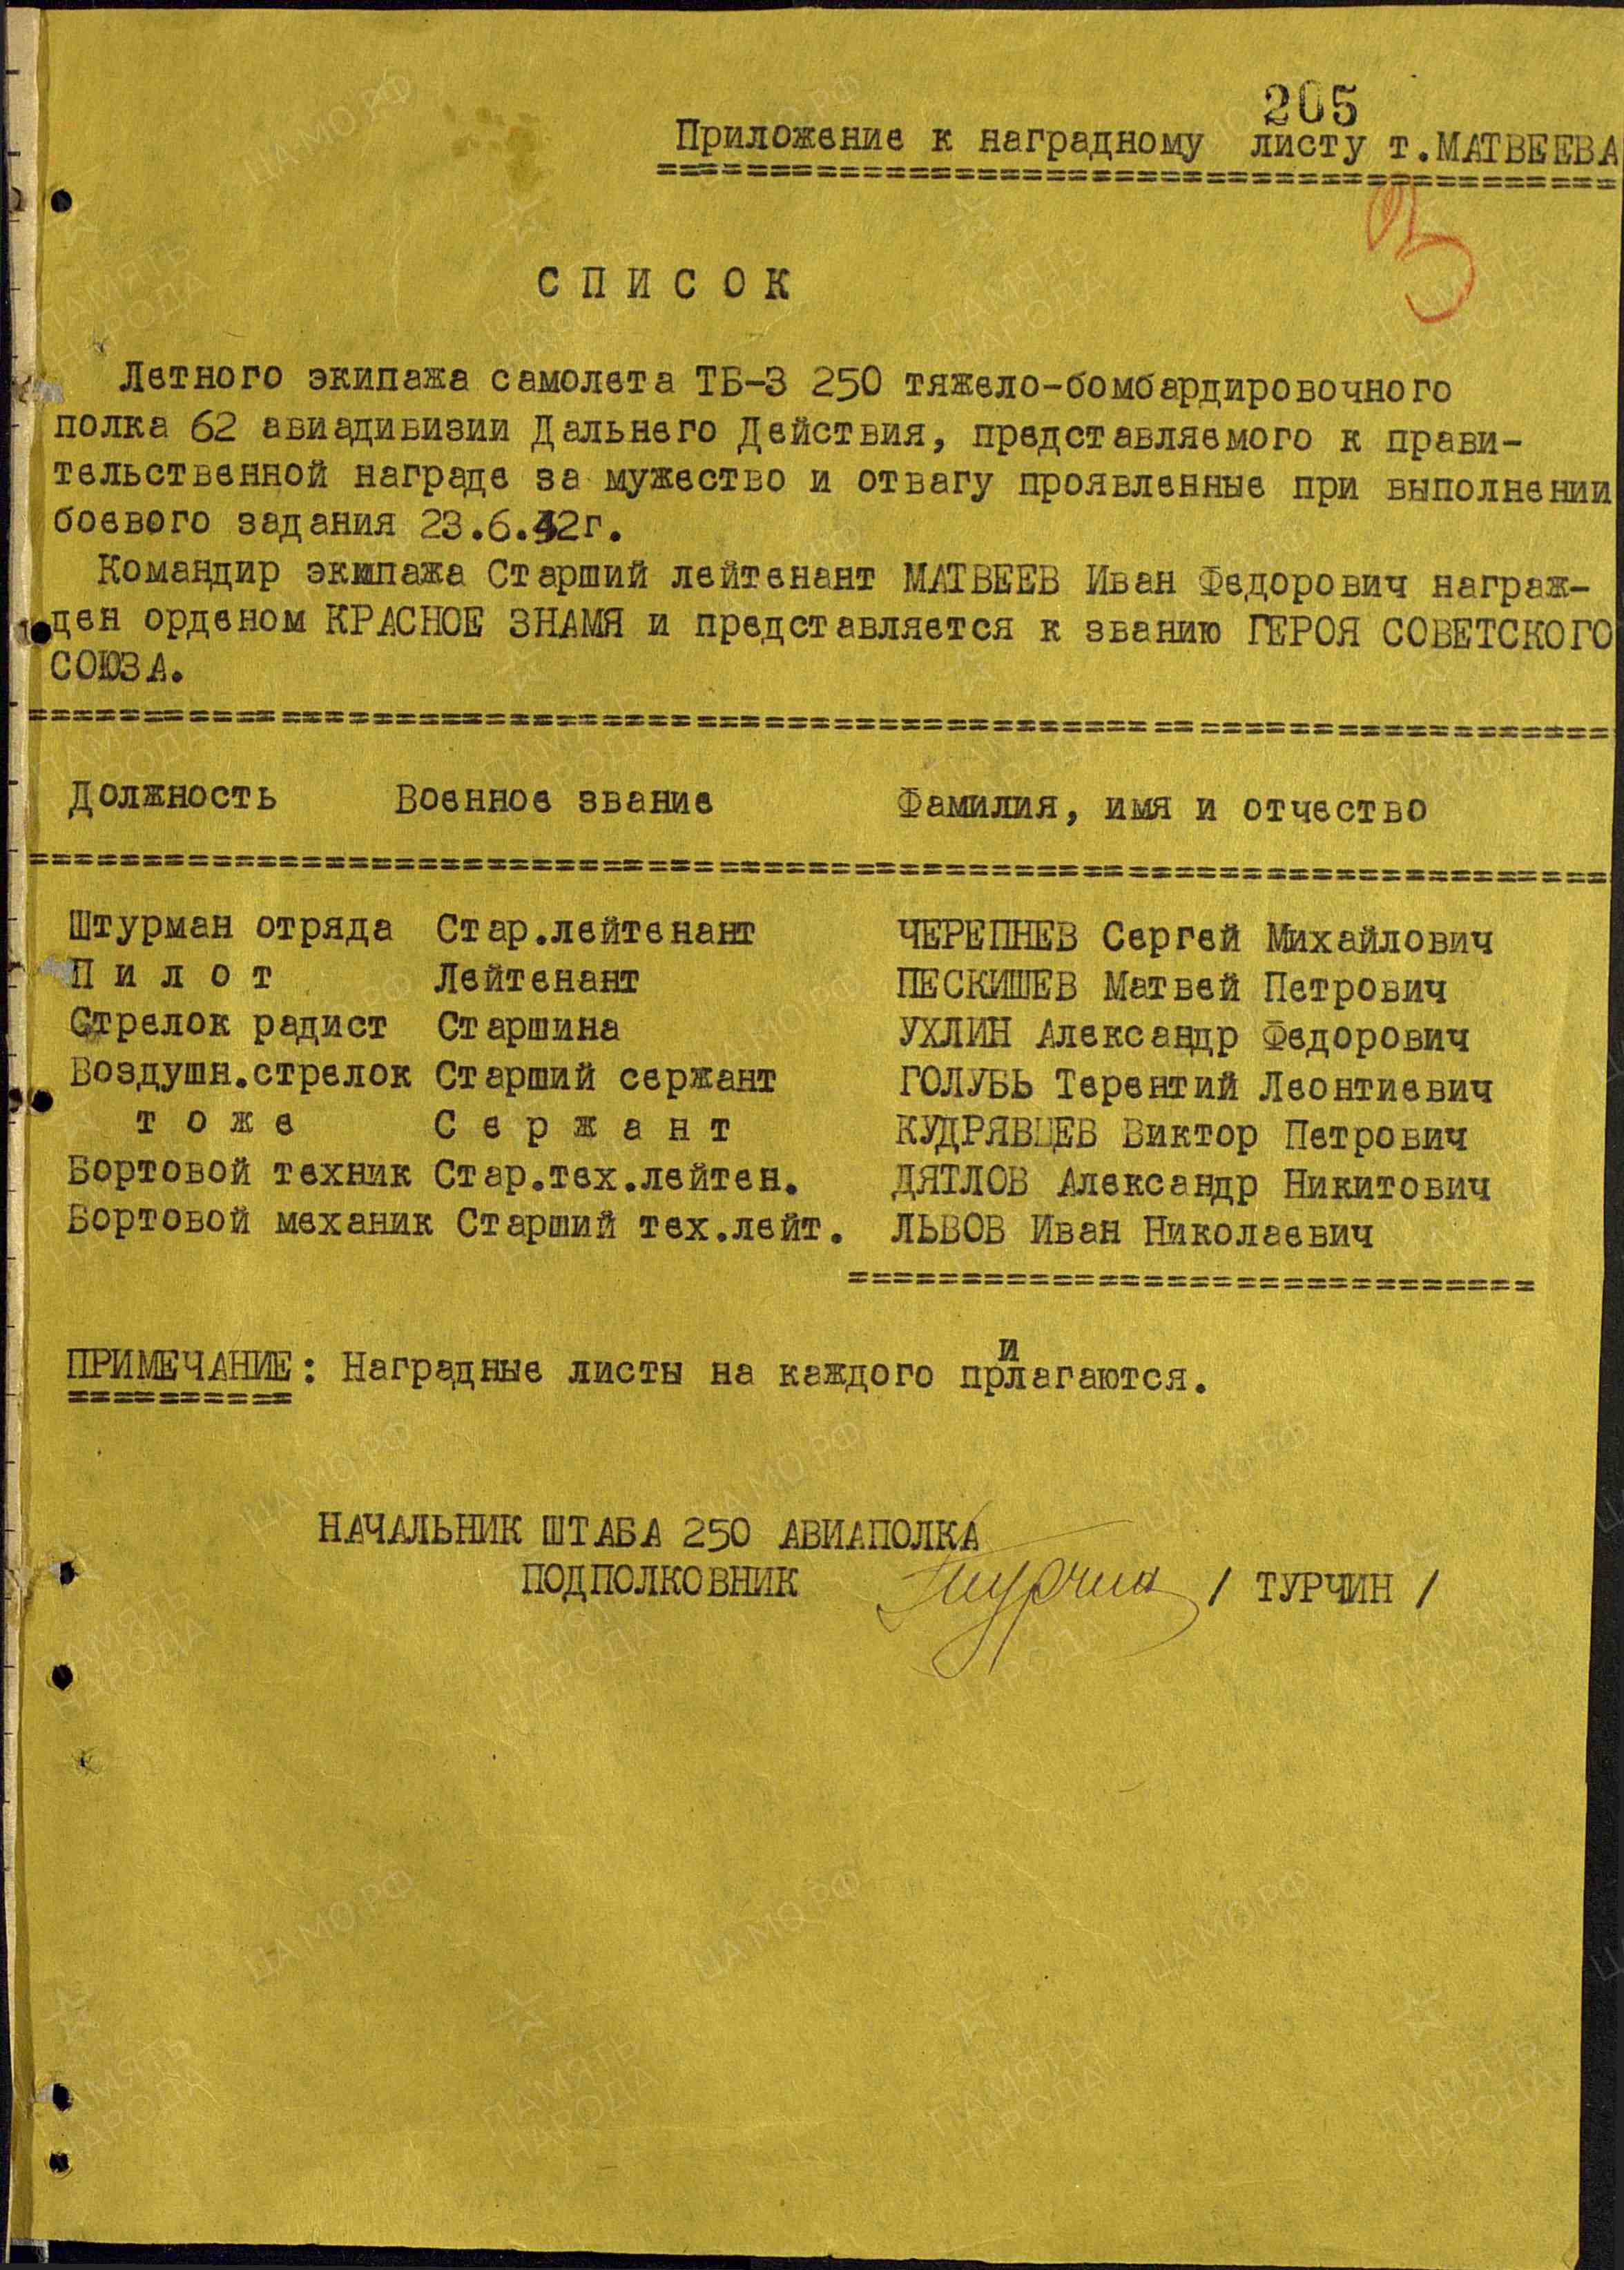 205
Приложение к наградному листу т.МАТВЕЕВА
С П И С О К
Летного экипажа самолета ТБ-3 250 тяжело-бомбардировочного
полка 62 авиадивизии Дальнего Действия, представляемого к прави-
тельственной награде за мужество и отвагу проявленные при выполнении
боевого задания 23.6.42г.
Командир экипажа Старший лейтенант МАТВЕЕВ Иван Федорович награж-
ден орденом КРАСНОЕ ЗНАМЯ и представляется к званию ГЕРОЯ СОВЕТСКОГО
СОЮЗА.
Должность Военное звание Фамилия, имя и отчество
Штурман отряда Стар.лейтенант ЧЕРЕПНЕВ Сергей Михайлович
П и л о т Лейтенант ПЕСКИШЕВ Матвей Петрович
Стрелок радист Старшина УХЛИН Александр Федорович
Воздушн.стрелок Старший сержант ГОЛУБЬ Терентий Леонтиевич
т о ж е С е р ж а н т КУДРЯВЦЕВ Виктор Петрович
Бортовой техник Стар.тех.лейтен. ДЯТЛОВ Александр Никитович
Бортовой механик Старший тех.лейт. ЛЬВОВ Иван Николаевич
ПРИМЕЧАНИЕ: Наградные листы на каждого прилагаются.
НАЧАЛЬНИК ШТАБА 250 АВИАПОЛКА
ПОДПОЛКОВНИК Турчин / ТУРЧИН /